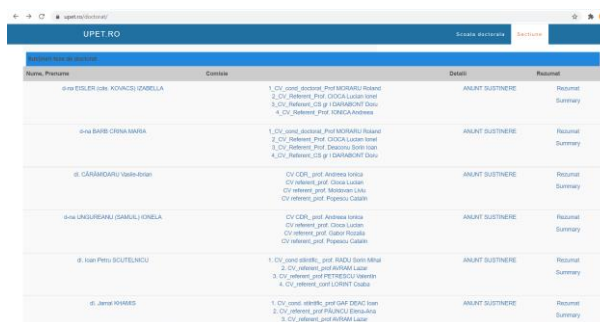 upet.ro/doctorat/
UPET.RO Scoala doctorala Sectiune
Sustineri teze de doctorat
Nume, Prenume Comisie Detalii Rezumat
d-na EISLER (căs. KOVACS) IZABELLA 1_CV_cond_doctorat_Prof MORARU Roland ANUNT SUSTINERE Rezumat
2_CV_Referent_Prof. CIOCA Lucian Ionel Summary
3_CV_Referent_CS gr I DARABONT Doru
4_CV_Referent_Prof. IONICA Andreea
d-na BARB CRINA MARIA 1_CV_cond_doctorat_Prof MORARU Roland ANUNT SUSTINERE Rezumat
2_CV_Referent_Prof. CIOCA Lucian Ionel Summary
3_CV_Referent_Prof. Deaconu Sorin Ioan
4_CV_Referent_CS gr I DARABONT Doru
dl. CĂRĂMIDARU Vasile-Ibrian CV CDR_ prof. Andreea Ionica ANUNT SUSTINERE Rezumat
CV referent_prof. Cioca Lucian Summary
CV referent_prof. Moldovan Liviu
CV referent_prof. Popescu Catalin
d-na UNGUREANU (SAMUIL) IONELA CV CDR_ prof. Andreea Ionica ANUNT SUSTINERE Rezumat
CV referent_prof. Cioca Lucian Summary
CV referent_prof. Gabor Rozalia
CV referent_prof. Popescu Catalin
dl. Ioan Petru SCUTELNICU 1. CV_cond stiintific_ prof. RADU Sorin Mihai ANUNT SUSTINERE Rezumat
2. CV_referent_prof AVRAM Lazar Summary
3. CV_referent_prof PETRESCU Valentin
4. CV_referent_conf LORINT Csaba
dl. Jamal KHAMIS 1. CV_cond. stiintific_prof GAF DEAC Ioan ANUNT SUSTINERE Rezumat
2. CV_referent_prof PĂUNCU Elena-Ana Summary
3. CV_referent_prof AVRAM Lazar